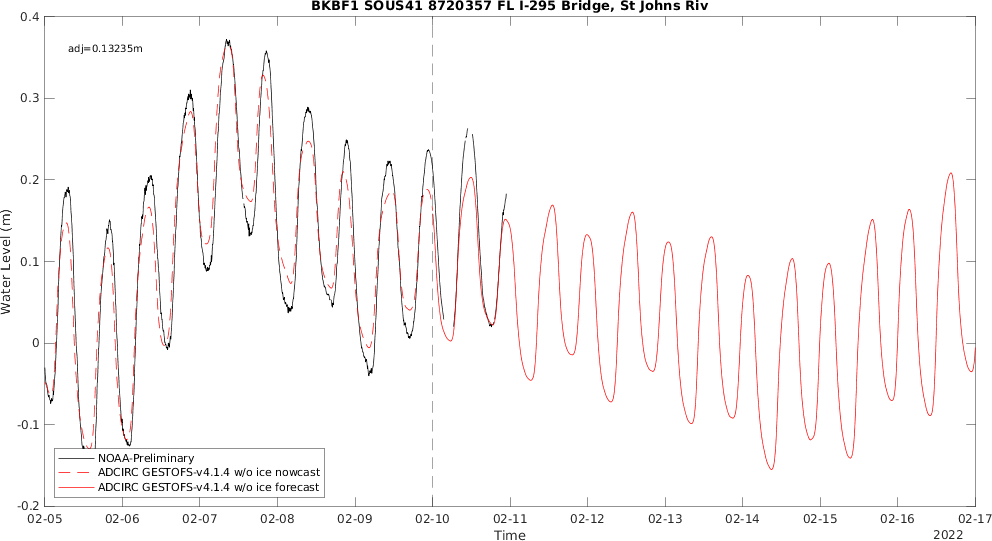 BKBF1 SOUS41 8720357 FL I-295 Bridge, St Johns Riv
adj=0.13235m
0.4
0.3
0.2
0.1
0
-0.1
-0.2
Water Level (m)
NOAA-Preliminary
ADCIRC GESTOFS-v4.1.4 w/o ice nowcast
ADCIRC GESTOFS-v4.1.4 w/o ice forecast
02-05 02-06 02-07 02-08 02-09 02-10 02-11 02-12 02-13 02-14 02-15 02-16 02-17
Time
2022